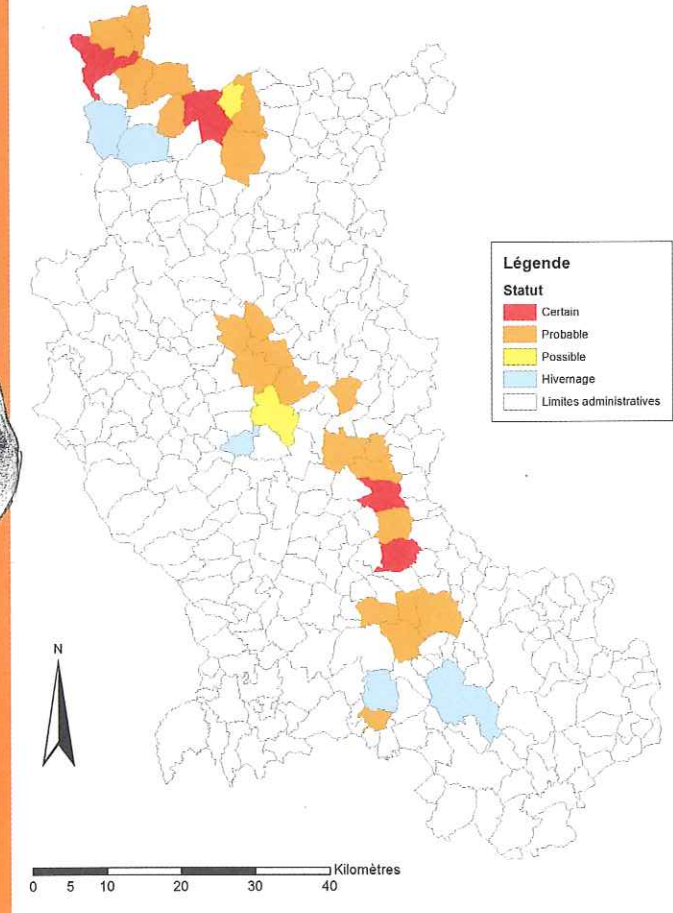 Légende
Statut
Certain
Probable
Possible
Hivernage
Limites administratives
N
Kilomètres
0 5 10 20 30 40